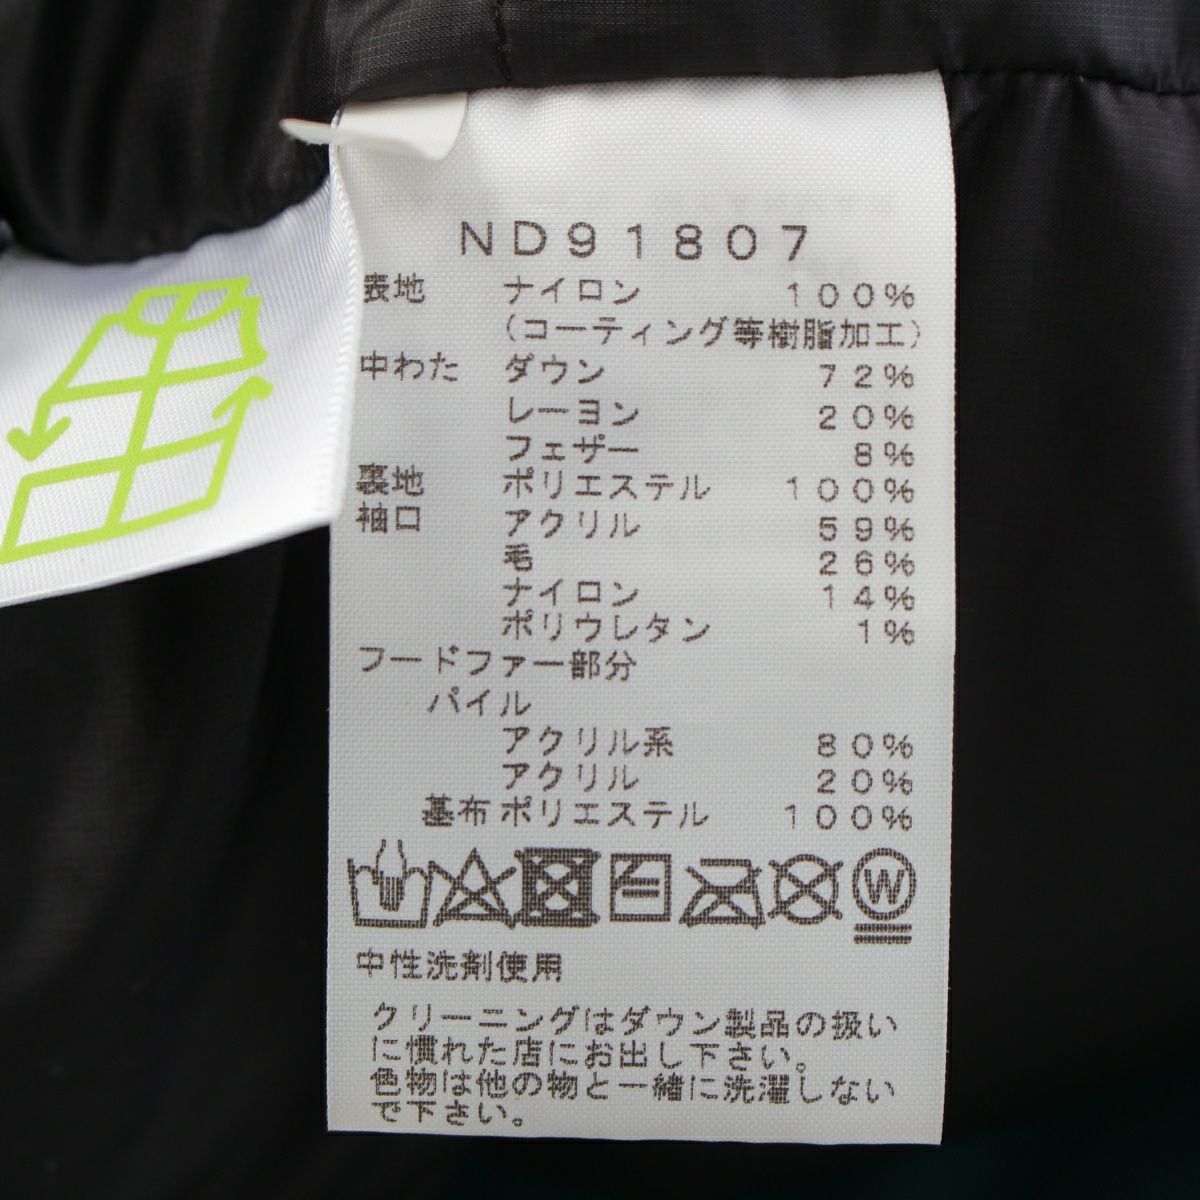 ND91807
表地 ナイロン 100%
(コーティング等樹脂加工)
中わた ダウン 72%
レーヨン 20%
フェザー 8%
裏地 ポリエステル 100%
袖口 アクリル 59%
毛 26%
ナイロン 14%
ポリウレタン 1%
フードファー部分
パイル
アクリル系 80%
アクリル 20%
基布 ポリエステル 100%
W
中性洗剤使用
クリーニングはダウン製品の扱い
に慣れた店にお出し下さい。
色物は他の物と一緒に洗濯しない
で下さい。